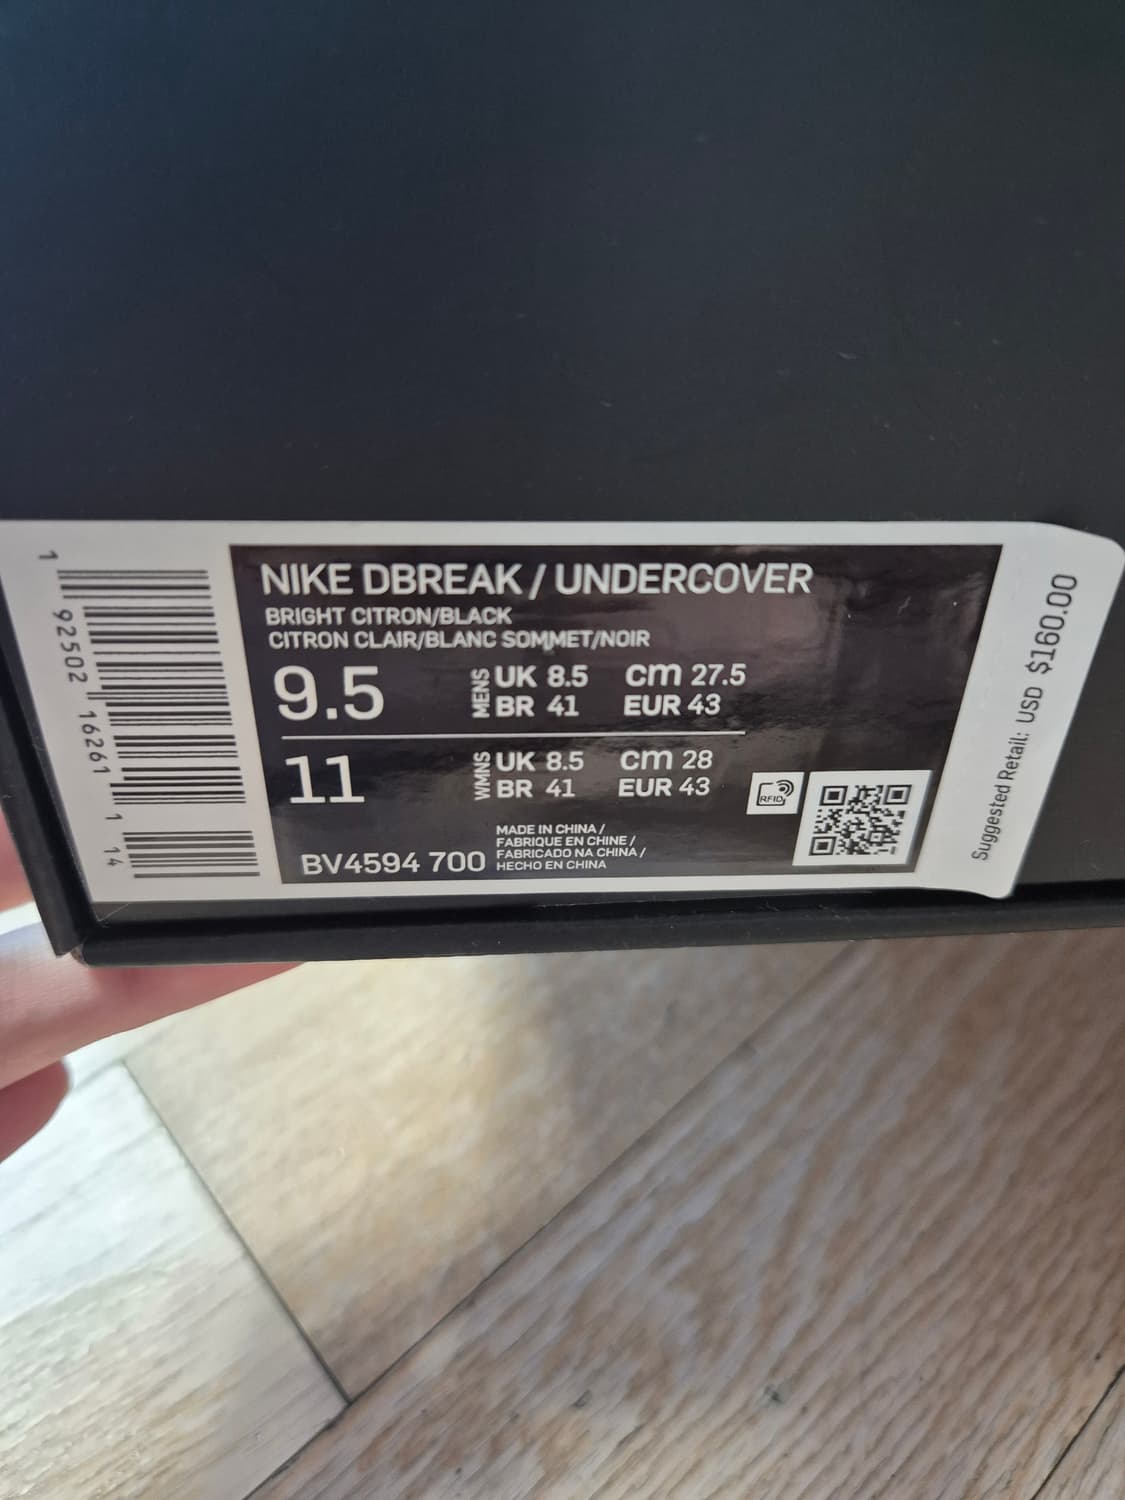 NIKE DBREAK / UNDERCOVER
BRIGHT CITRON/BLACK
CITRON CLAIR/BLANC SOMMET/NOIR
9.5 MENS UK 8.5 cm 27.5
BR 41 EUR 43
11 WMNS UK 8.5 cm 28
BR 41 EUR 43
RFID
BV4594 700
MADE IN CHINA /
FABRIQUE EN CHINE /
FABRICADO NA CHINA /
HECHO EN CHINA
1 92502 16261 1 14
Suggested Retail: USD $160.00